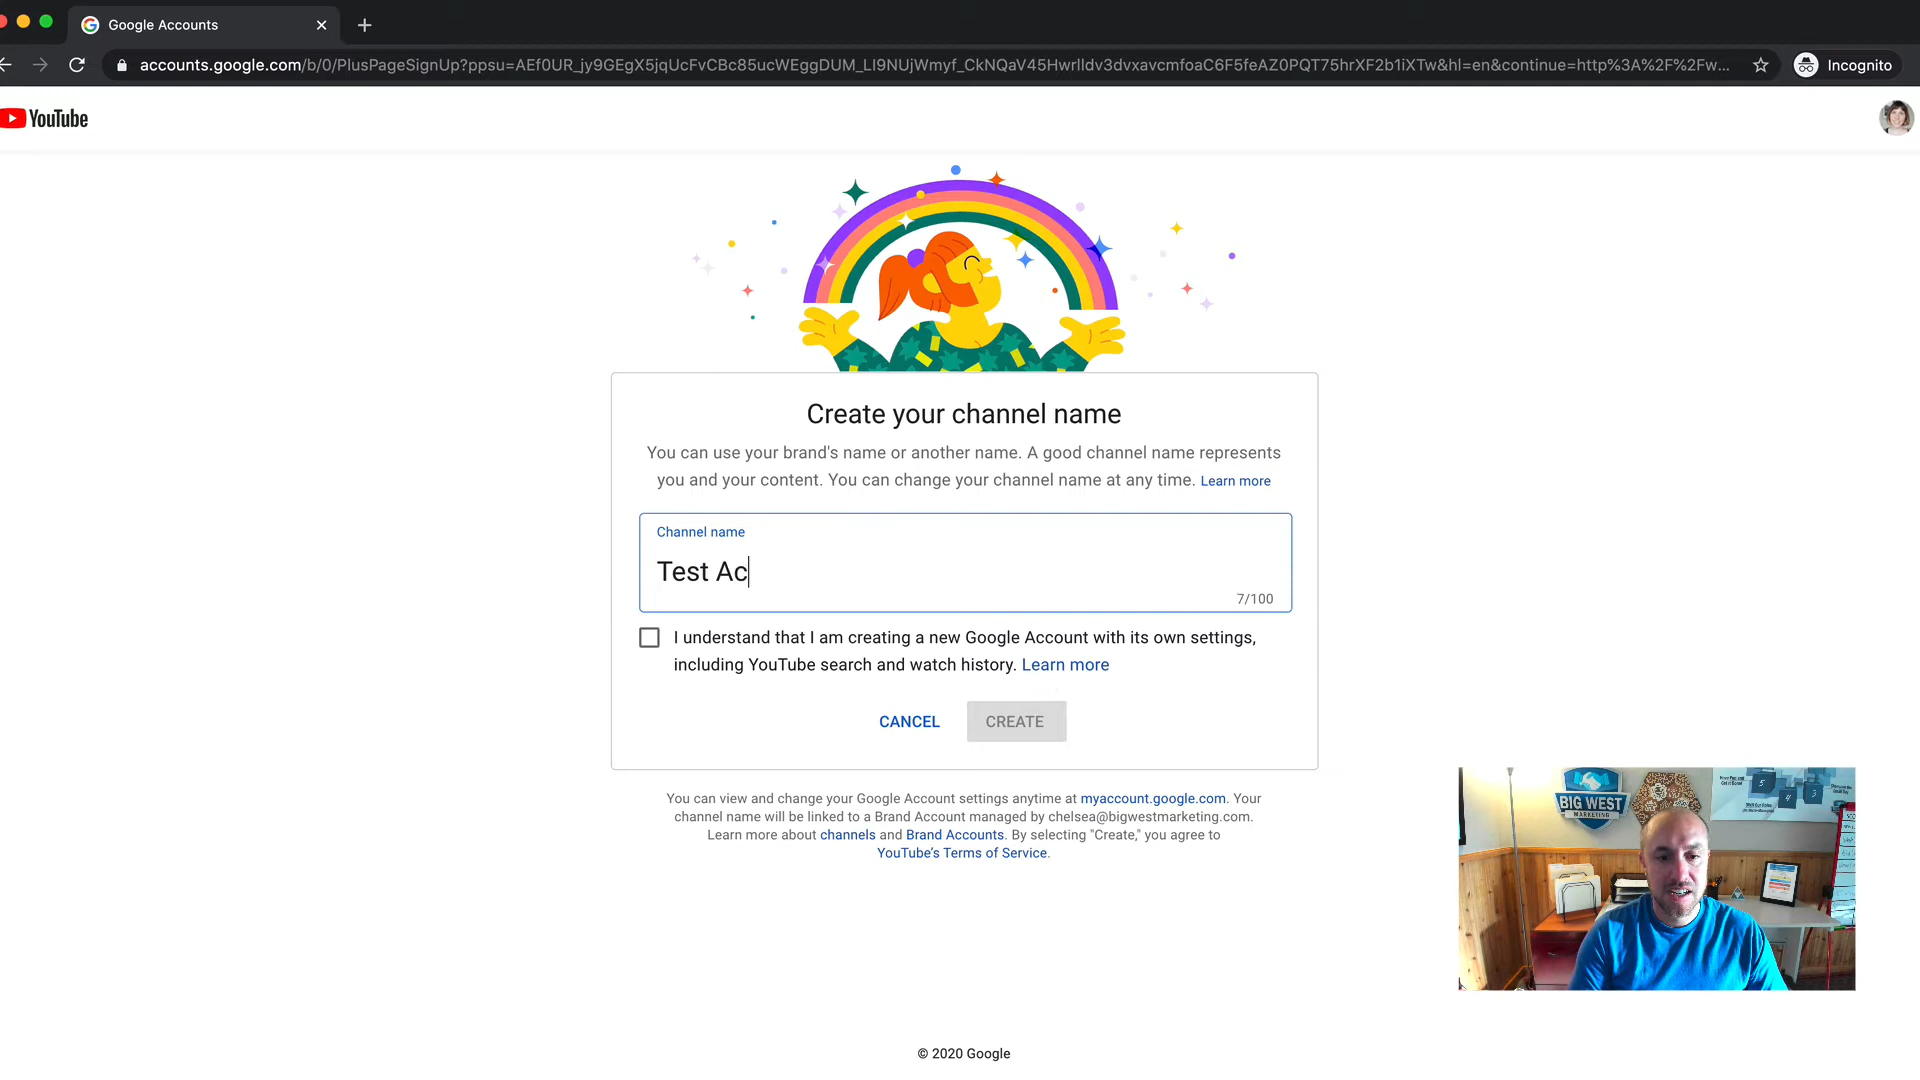 Google Accounts
accounts.google.com/b/0/PlusPageSignUp?ppsu=AEf0UR_jy9GEgX5jqUcFvCBc85ucWEggDUM_LI9NUjWmyf_CkNQaV45Hwrlldv3dvxavcmfoaC6F5feAZ0PQT75hrXF2b1iXTw&hl=en&continue=http%3A%2F%2Fw...
Incognito
YouTube
Create your channel name
You can use your brand's name or another name. A good channel name represents
you and your content. You can change your channel name at any time. Learn more
Channel name
Test Ac
7/100
I understand that I am creating a new Google Account with its own settings,
including YouTube search and watch history. Learn more
CANCEL
CREATE
You can view and change your Google Account settings anytime at myaccount.google.com. Your
channel name will be linked to a Brand Account managed by chelsea@bigwestmarketing.com.
Learn more about channels and Brand Accounts. By selecting "Create," you agree to
YouTube's Terms of Service.
BIG WEST
MARKETING
5
4
3
© 2020 Google